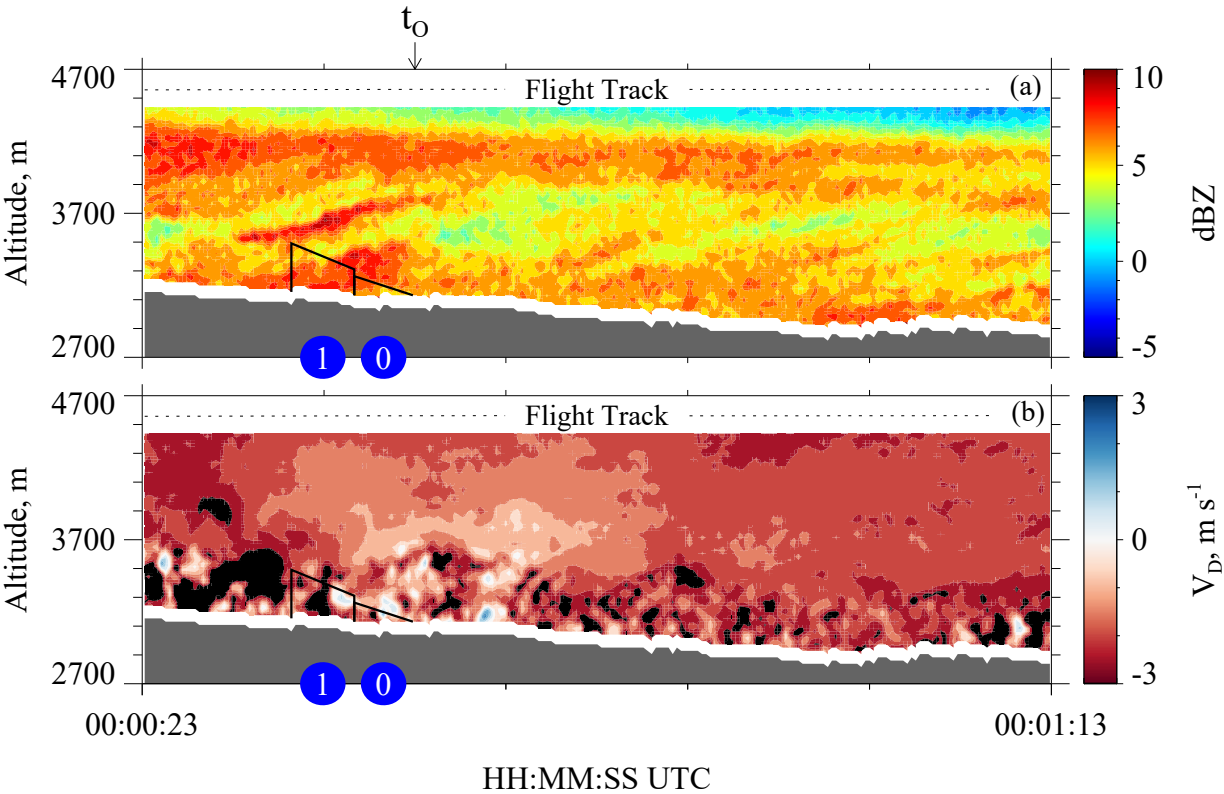 tO
4700
Flight Track
(a)
10
3700
5
0
2700
-5
Altitude, m
dBZ
1 0
4700
Flight Track
(b)
3
3700
0
2700
-3
Altitude, m
VD, m s-1
1 0
00:00:23
00:01:13
HH:MM:SS UTC